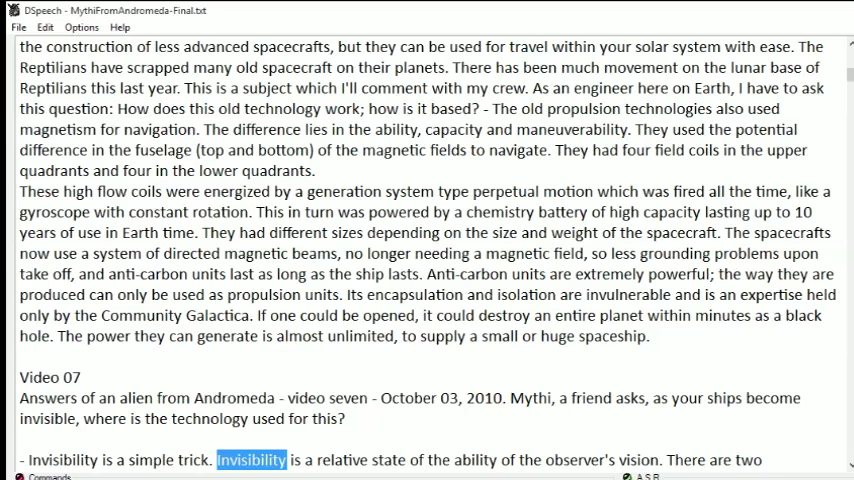 DSpeech - MythiFromAndromeda-Final.txt
File Edit Options Help
the construction of less advanced spacecrafts, but they can be used for travel within your solar system with ease. The
Reptilians have scrapped many old spacecraft on their planets. There has been much movement on the lunar base of
Reptilians this last year. This is a subject which I'll comment with my crew. As an engineer here on Earth, I have to ask
this question: How does this old technology work; how is it based? - The old propulsion technologies also used
magnetism for navigation. The difference lies in the ability, capacity and maneuverability. They used the potential
difference in the fuselage (top and bottom) of the magnetic fields to navigate. They had four field coils in the upper
quadrants and four in the lower quadrants.
These high flow coils were energized by a generation system type perpetual motion which was fired all the time, like a
gyroscope with constant rotation. This in turn was powered by a chemistry battery of high capacity lasting up to 10
years of use in Earth time. They had different sizes depending on the size and weight of the spacecraft. The spacecrafts
now use a system of directed magnetic beams, no longer needing a magnetic field, so less grounding problems upon
take off, and anti-carbon units last as long as the ship lasts. Anti-carbon units are extremely powerful; the way they are
produced can only be used as propulsion units. Its encapsulation and isolation are invulnerable and is an expertise held
only by the Community Galactica. If one could be opened, it could destroy an entire planet within minutes as a black
hole. The power they can generate is almost unlimited, to supply a small or huge spaceship.
Video 07
Answers of an alien from Andromeda - video seven - October 03, 2010. Mythi, a friend asks, as your ships become
invisible, where is the technology used for this?
- Invisibility is a simple trick. Invisibility is a relative state of the ability of the observer's vision. There are two
Commands A S R